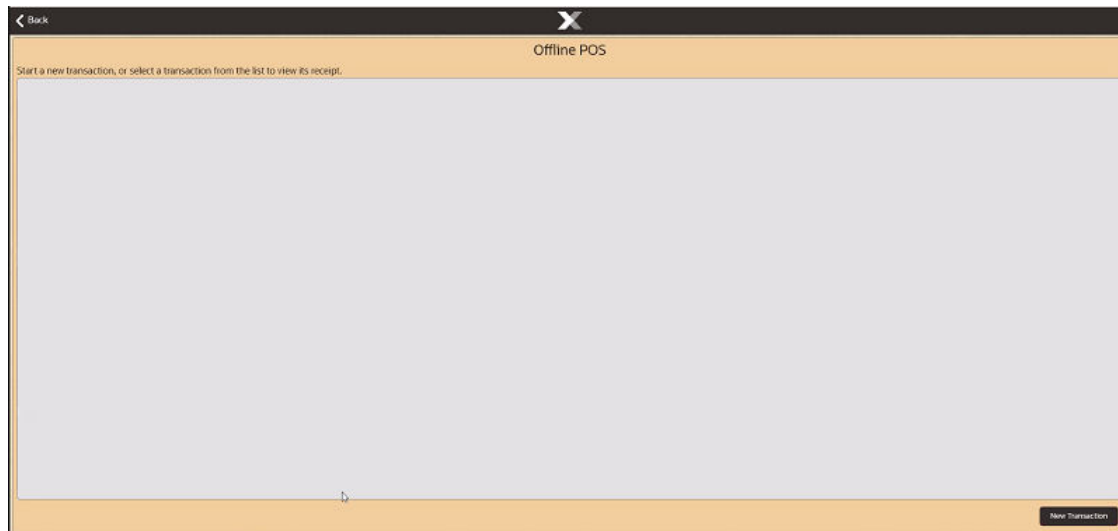 Back
Offline POS
Start a new transaction, or select a transaction from the list to view its receipt.
New Transaction